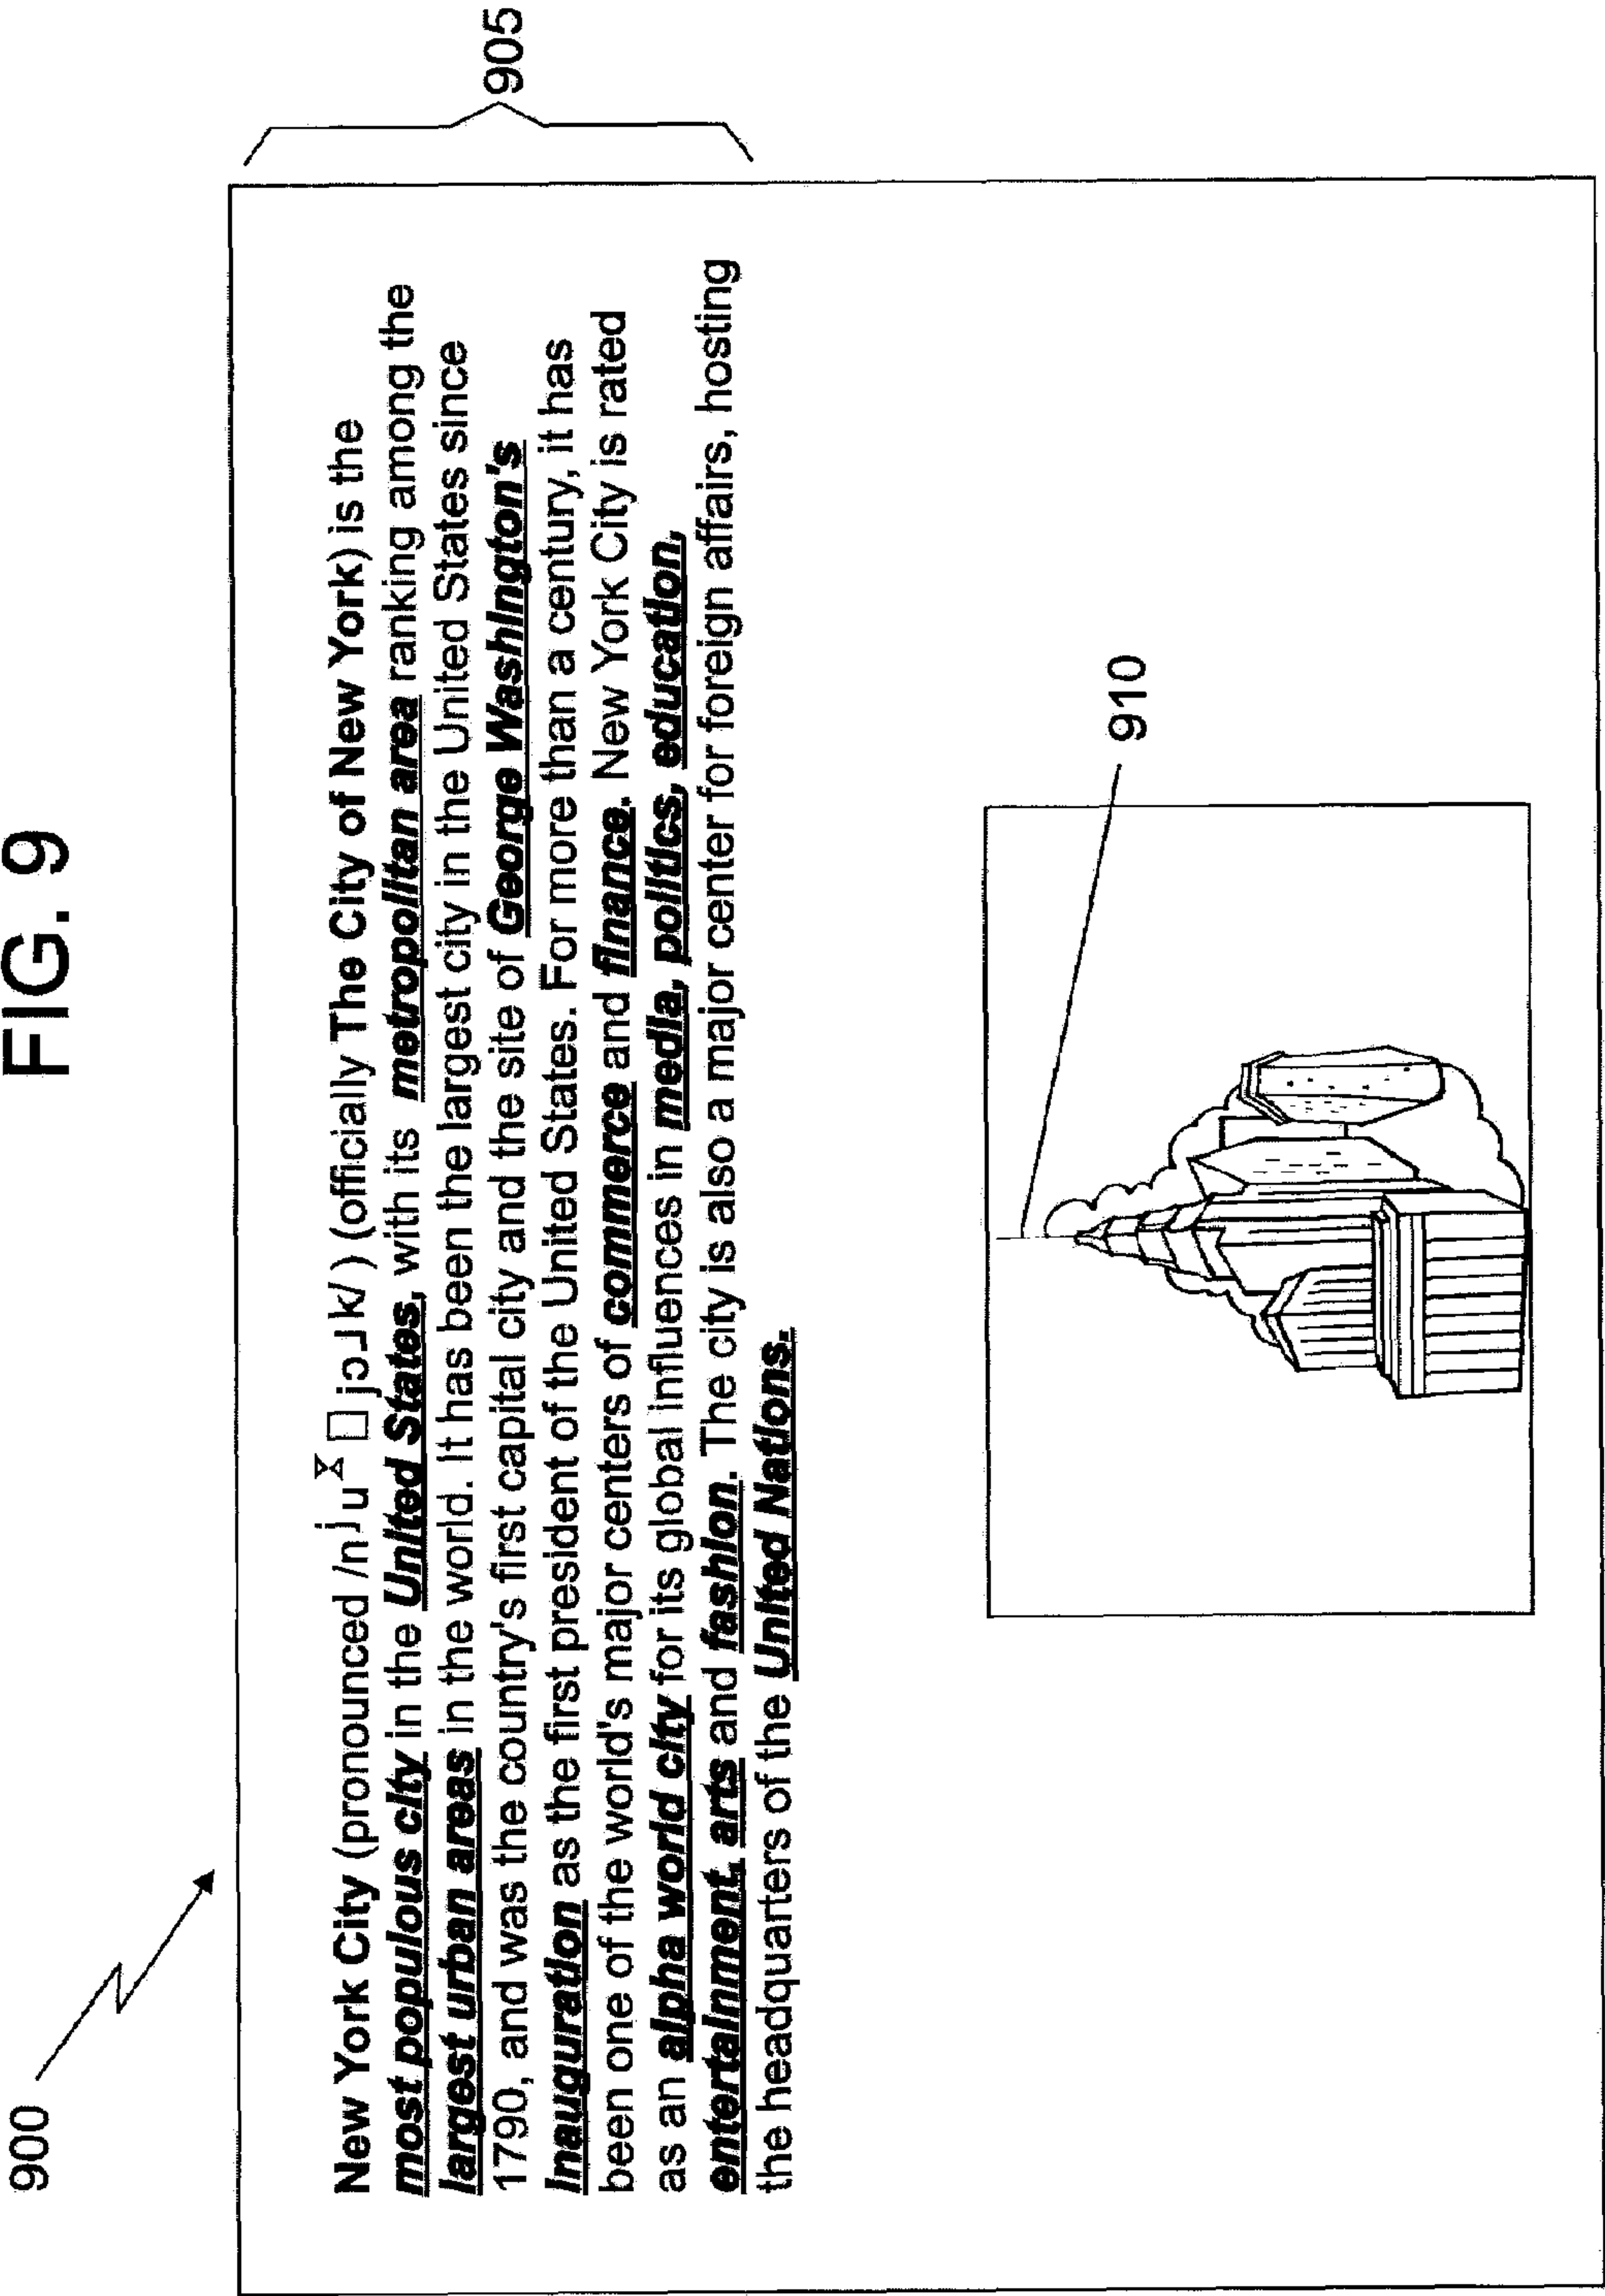 FIG. 9
900
905
New York City (pronounced /nju jɔɹk/) (officially The City of New York) is the
most populous city in the United States, with its metropolitan area ranking among the
largest urban areas in the world. It has been the largest city in the United States since
1790, and was the country's first capital city and the site of George Washington's
inauguration as the first president of the United States. For more than a century, it has
been one of the world's major centers of commerce and finance. New York City is rated
as an alpha world city for its global influences in media, politics, education,
entertainment, arts and fashion. The city is also a major center for foreign affairs, hosting
the headquarters of the United Nations.
910